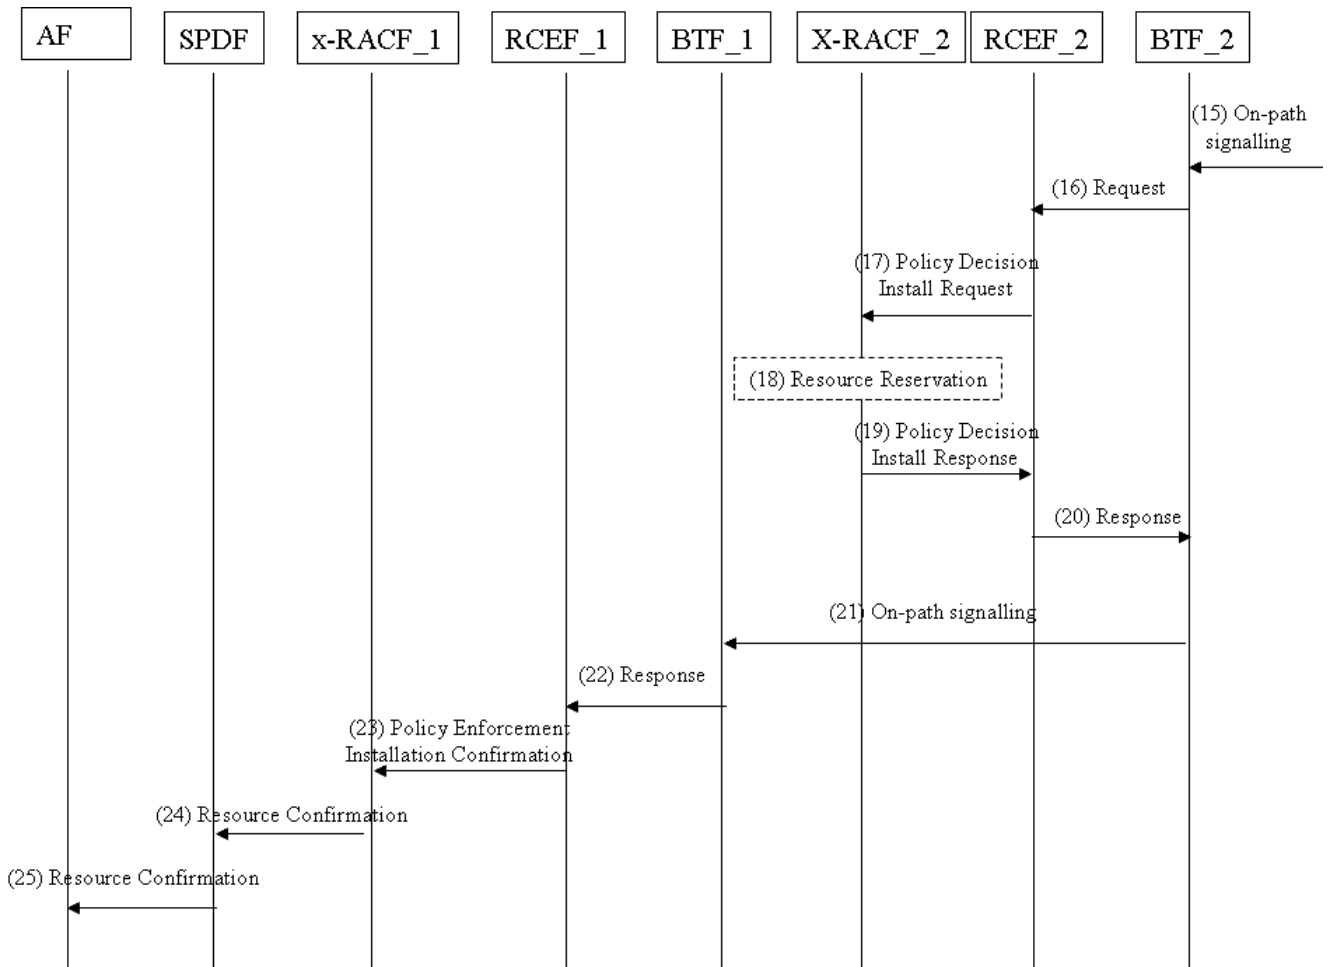 AF
SPDF
x-RACF_1
RCEF_1
BTF_1
X-RACF_2
RCEF_2
BTF_2
(15) On-path
signalling
(16) Request
(17) Policy Decision
Install Request
(18) Resource Reservation
(19) Policy Decision
Install Response
(20) Response
(21) On-path signalling
(22) Response
(23) Policy Enforcement
Installation Confirmation
(24) Resource Confirmation
(25) Resource Confirmation